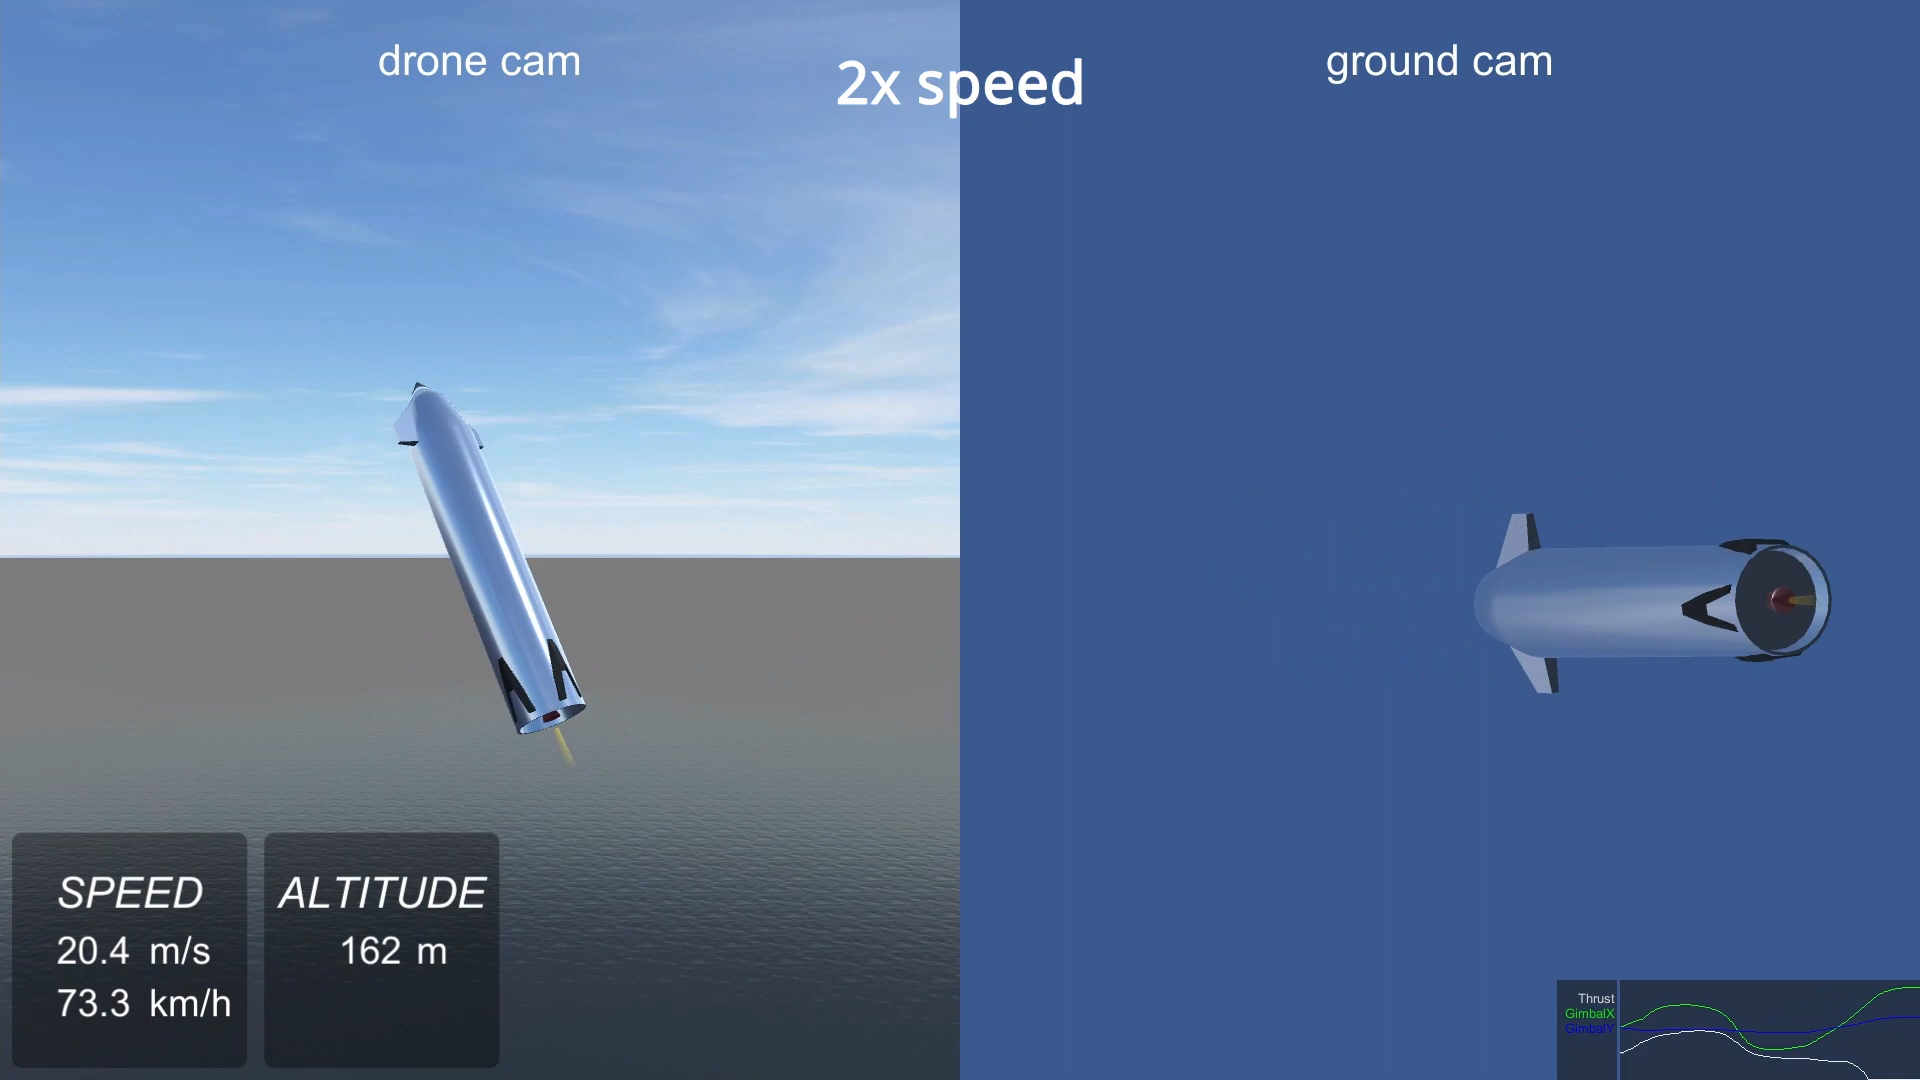 drone cam
2x speed
ground cam
SPEED
20.4 m/s
73.3 km/h
ALTITUDE
162 m
Thrust
GimbalX
GimbalY